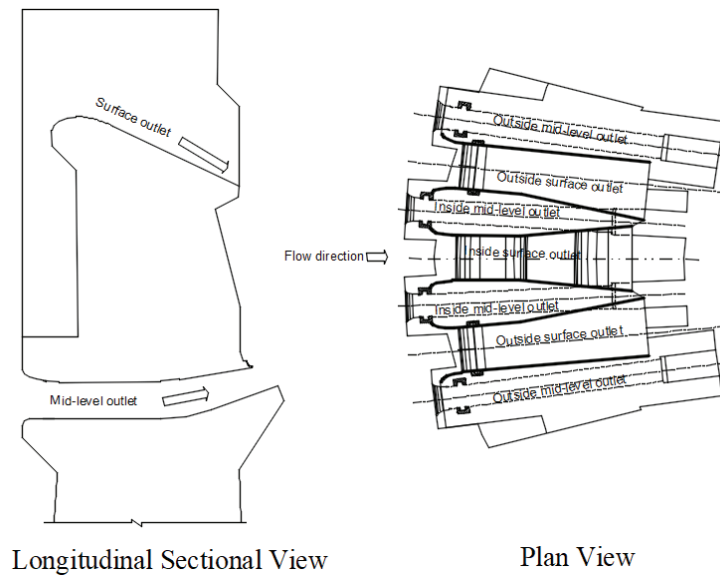 Surface outlet
Mid-level outlet
Longitudinal Sectional View
Outside mid-level outlet
Outside surface outlet
Inside mid-level outlet
Flow direction
Inside surface outlet
Inside mid-level outlet
Outside surface outlet
Outside mid-level outlet
Plan View